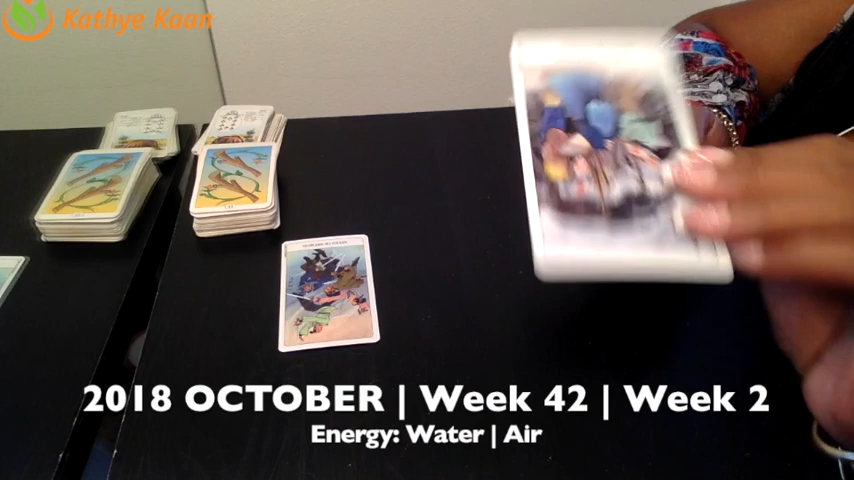 Kathye Koan
2018 OCTOBER | Week 42 | Week 2
Energy: Water | Air